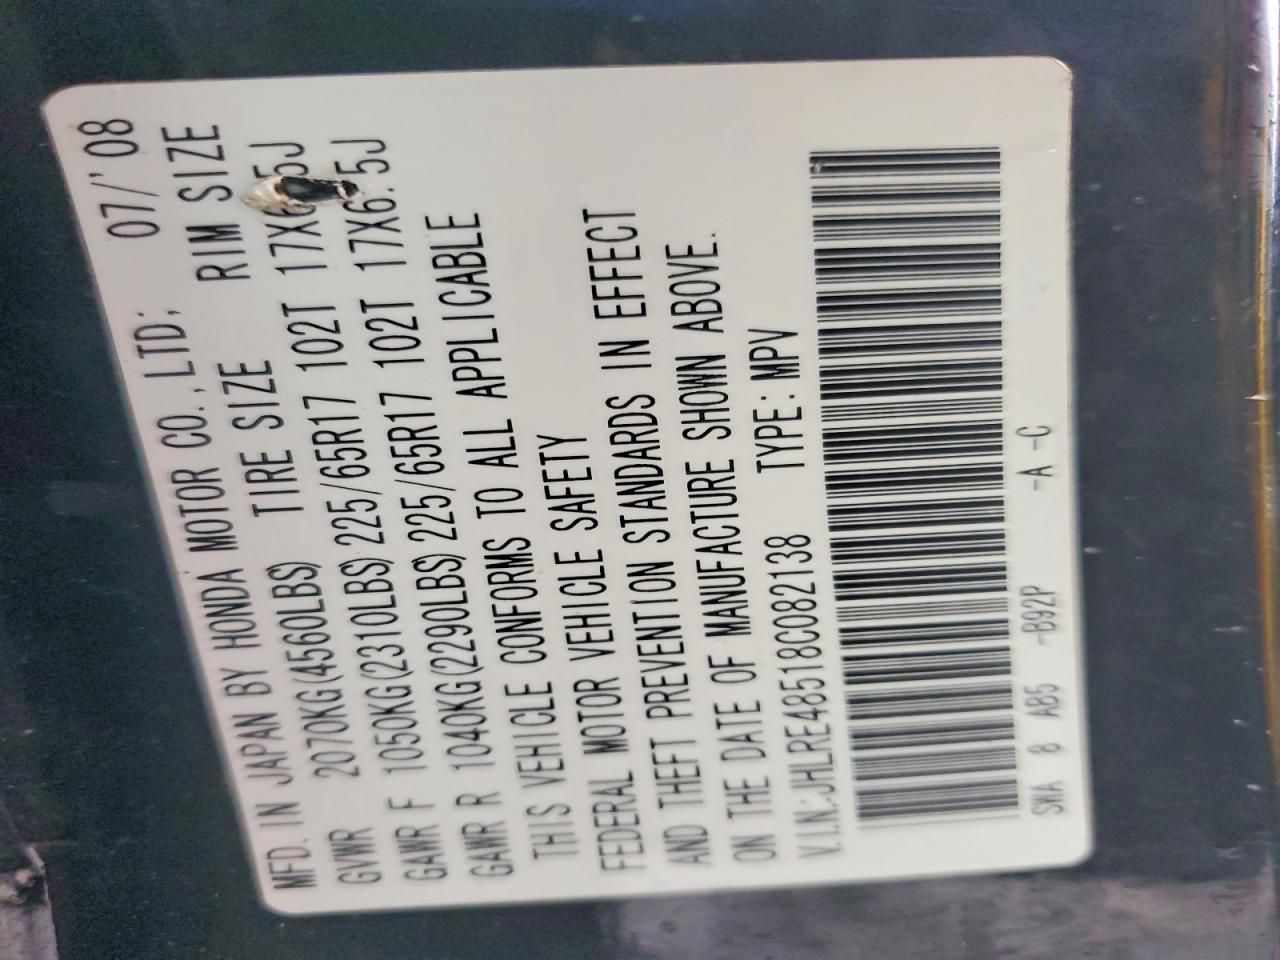 MFD. IN JAPAN BY HONDA MOTOR CO.,LTD; 07/'08
TIRE SIZE RIM SIZE
GVWR 2070KG(4560LBS)
GAWR F 1050KG(2310LBS) 225/65R17 102T 17X6.5J
GAWR R 1040KG(2290LBS) 225/65R17 102T 17X6.5J
THIS VEHICLE CONFORMS TO ALL APPLICABLE
FEDERAL MOTOR VEHICLE SAFETY
AND THEFT PREVENTION STANDARDS IN EFFECT
ON THE DATE OF MANUFACTURE SHOWN ABOVE.
V.I.N.:JHLRE48518C082138 TYPE: MPV
SWA 8 A85 -B92P -A -C